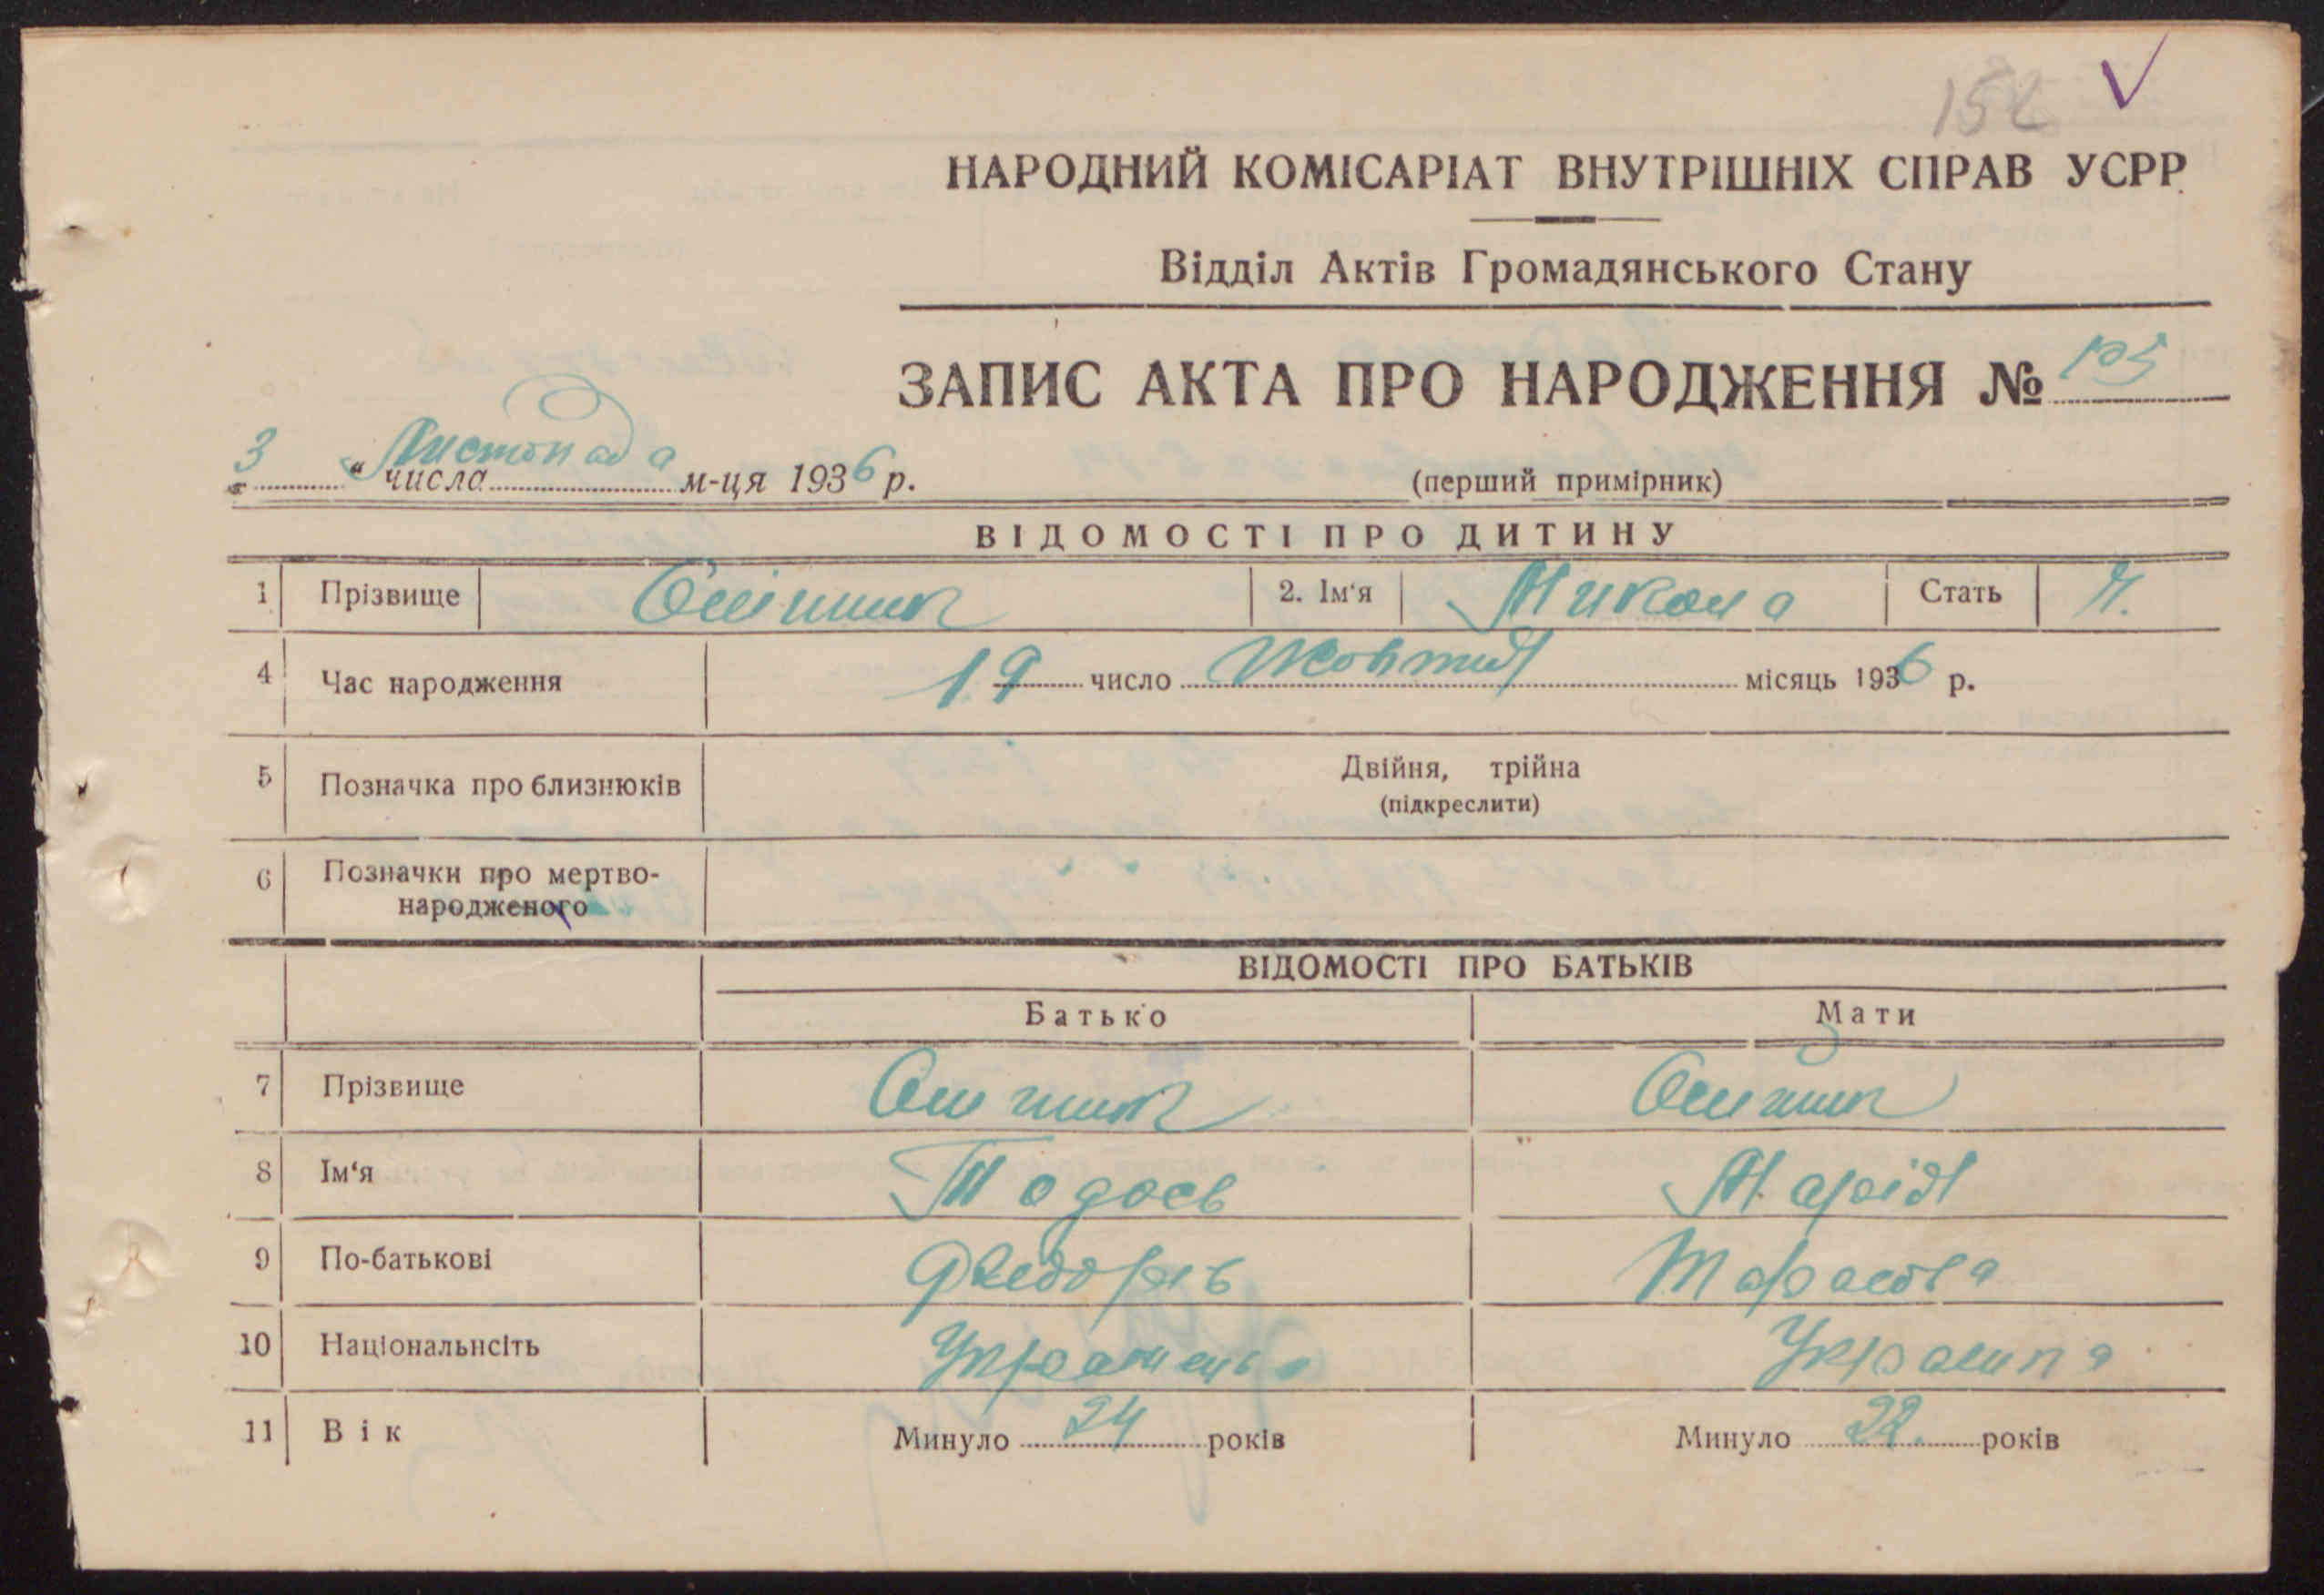 152 V
НАРОДНИЙ КОМІСАРІАТ ВНУТРІШНІХ СПРАВ УСРР
Відділ Актів Громадянського Стану
ЗАПИС АКТА ПРО НАРОДЖЕННЯ № 105
3 " числа Листопада м-ця 1936 р. (перший примірник)
ВІДОМОСТІ ПРО ДИТИНУ
1 Прізвище 2. Ім'я Микола Стать Ч.
4 Час народження 19 число Жовтня місяць 1936 р.
5 Позначка про близнюків Двійня, трійна
(підкреслити)
6 Позначки про мертво-
народженого
ВІДОМОСТІ ПРО БАТЬКІВ
Батько Мати
7 Прізвище
8 Ім'я Тодось Марія
9 По-батькові Федорів Тарасова
10 Національнсіть Українець Українка
11 Вік Минуло 24 років Минуло 22 років